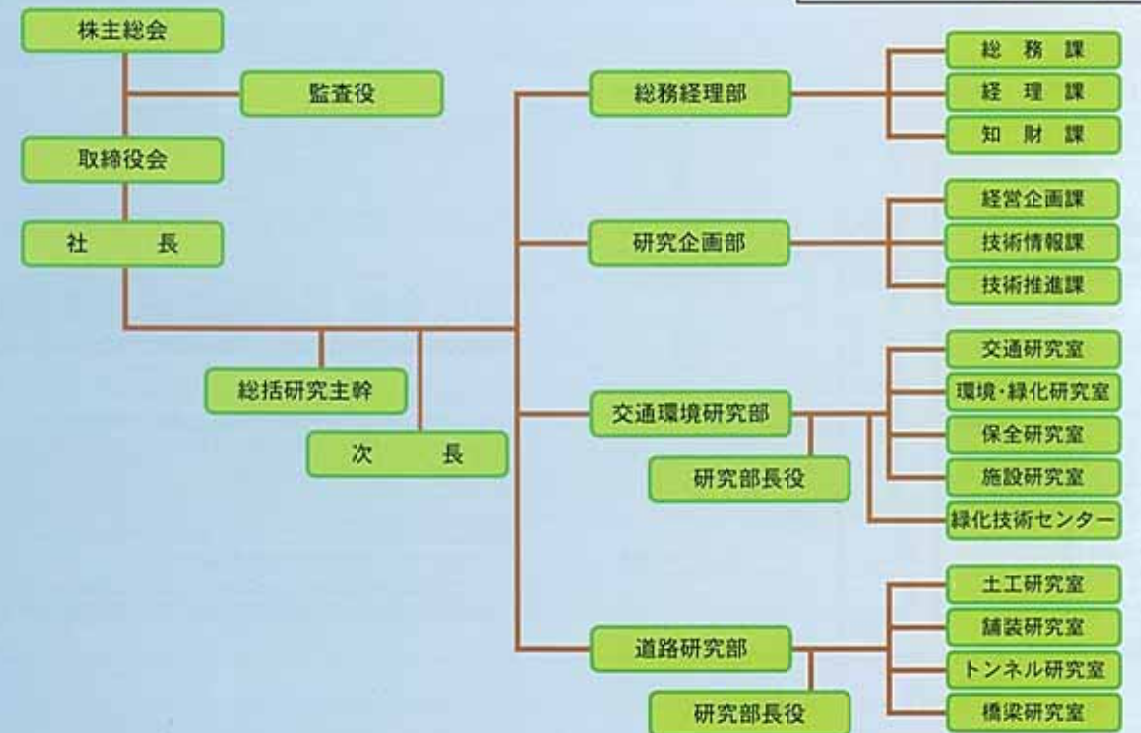 株主総会
監査役
取締役会
社　長
総括研究主幹
次　長
総務経理部
総務課
経理課
知財課
研究企画部
経営企画課
技術情報課
技術推進課
交通環境研究部
研究部長役
交通研究室
環境・緑化研究室
保全研究室
施設研究室
緑化技術センター
道路研究部
研究部長役
土工研究室
舗装研究室
トンネル研究室
橋梁研究室